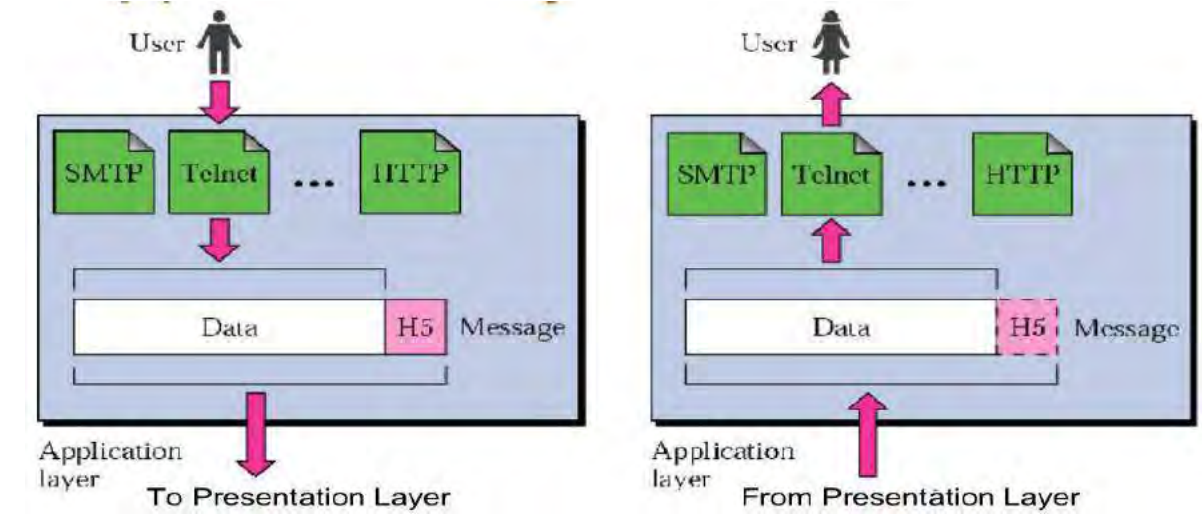 User
SMTP Telnet ... HTTP
Data H5 Message
Application
layer
To Presentation Layer
User
SMTP Telnet ... HTTP
Data H5 Message
Application
layer
From Presentation Layer